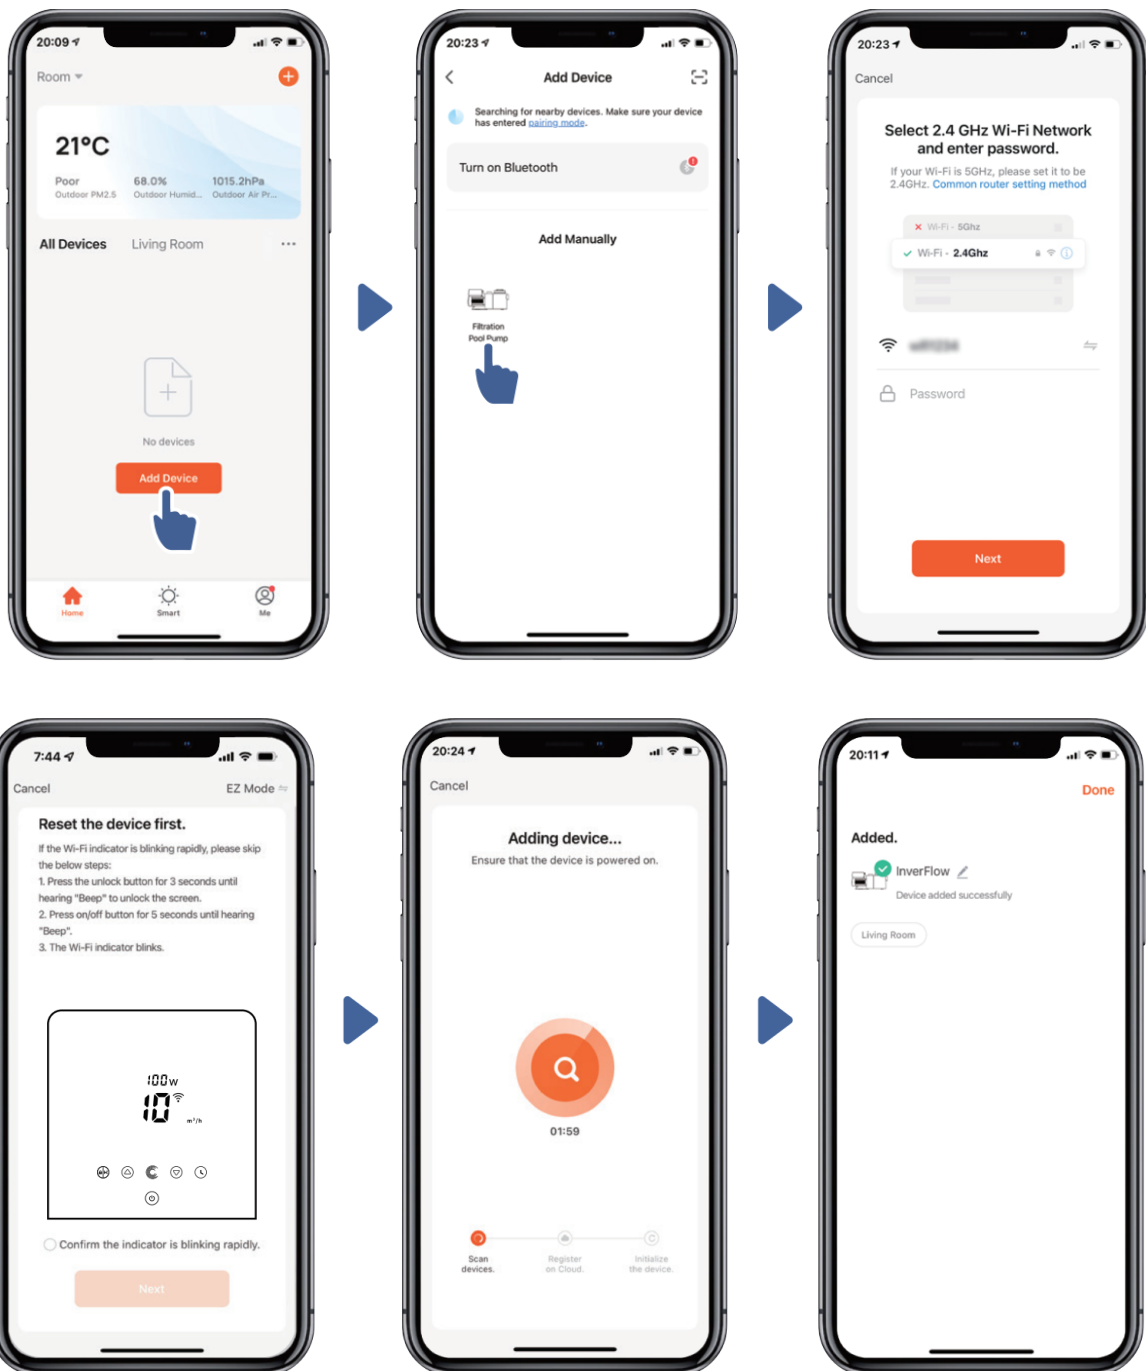 20:09
Room
21°C
Poor
68.0%
1015.2hPa
Outdoor PM2.5
Outdoor Humid...
Outdoor Air Pr...
All Devices
Living Room
No devices
Add Device
Home
Smart
Me
20:23
Add Device
Searching for nearby devices. Make sure your device
has entered pairing mode.
Turn on Bluetooth
Add Manually
Filtration
Pool Pump
20:23
Cancel
Select 2.4 GHz Wi-Fi Network
and enter password.
If your Wi-Fi is 5GHz, please set it to be
2.4GHz. Common router setting method
Wi-Fi - 5Ghz
Wi-Fi - 2.4Ghz
Password
Next
7:44
Cancel
EZ Mode
Reset the device first.
If the Wi-Fi indicator is blinking rapidly, please skip
the below steps:
1. Press the unlock button for 3 seconds until
hearing "Beep" to unlock the screen.
2. Press on/off button for 5 seconds until hearing
"Beep".
3. The Wi-Fi indicator blinks.
100w
10
m³/h
Confirm the indicator is blinking rapidly.
Next
20:24
Cancel
Adding device...
Ensure that the device is powered on.
01:59
Scan
devices.
Register
on Cloud.
Initialize
the device.
20:11
Done
Added.
InverFlow
Device added successfully
Living Room